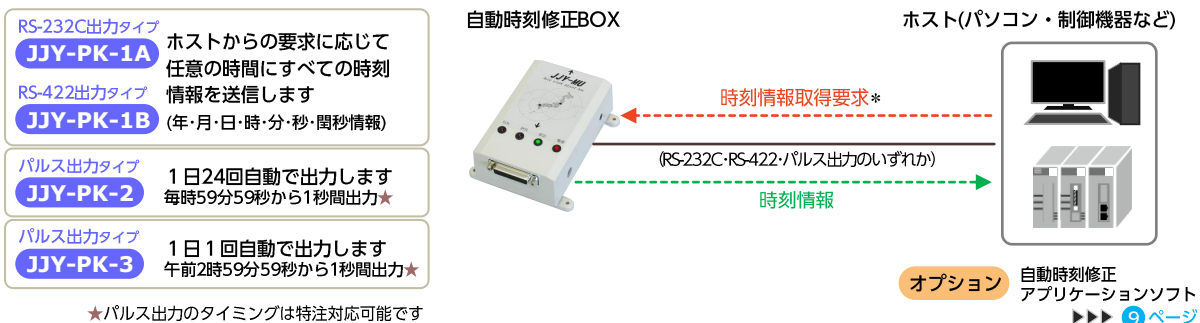 RS-232C出力タイプ
JJY-PK-1A
RS-422出力タイプ
JJY-PK-1B
ホストからの要求に応じて
任意の時間にすべての時刻
情報を送信します
(年・月・日・時・分・秒・閏秒情報)
パルス出力タイプ
JJY-PK-2
1日24回自動で出力します
毎時59分59秒から1秒間出力★
パルス出力タイプ
JJY-PK-3
1日1回自動で出力します
午前2時59分59秒から1秒間出力★
★パルス出力のタイミングは特注対応可能です
自動時刻修正BOX
JJY-MU
ホスト(パソコン・制御機器など)
時刻情報取得要求*
(RS-232C・RS-422・パルス出力のいずれか)
時刻情報
オプション
自動時刻修正
アプリケーションソフト
▶▶▶ 9ページ